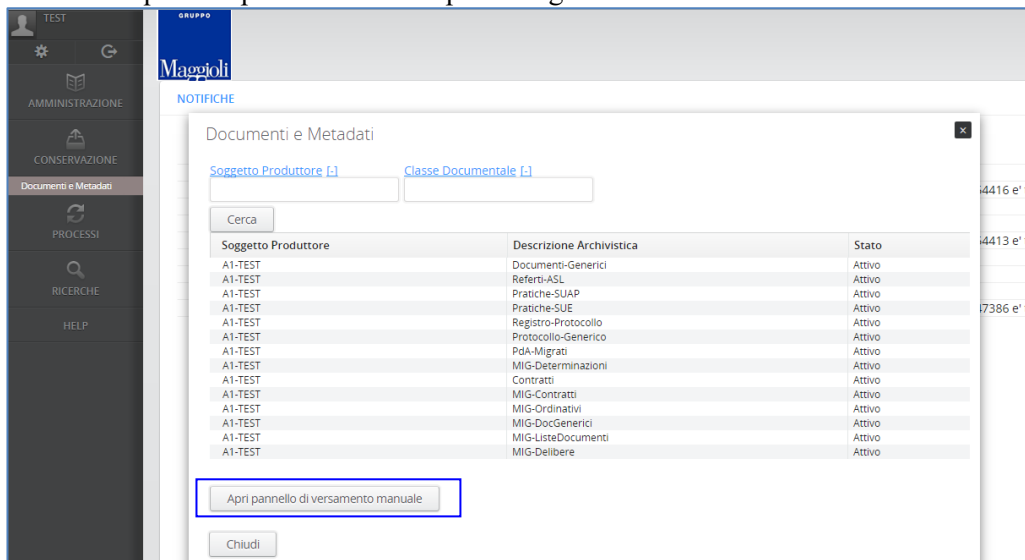 TEST
GRUPPO
Maggioli
AMMINISTRAZIONE
NOTIFICHE
CONSERVAZIONE
Documenti e Metadati
PROCESSI
RICERCHE
HELP
Documenti e Metadati
x
Soggetto Produttore [-] Classe Documentale [-]
Cerca
Soggetto Produttore Descrizione Archivistica Stato
A1-TEST Documenti-Generici Attivo
A1-TEST Referti-ASL Attivo
A1-TEST Pratiche-SUAP Attivo
A1-TEST Pratiche-SUE Attivo
A1-TEST Registro-Protocollo Attivo
A1-TEST Protocollo-Generico Attivo
A1-TEST PdA-Migrati Attivo
A1-TEST MIG-Determinazioni Attivo
A1-TEST Contratti Attivo
A1-TEST MIG-Contratti Attivo
A1-TEST MIG-Ordinativi Attivo
A1-TEST MIG-DocGenerici Attivo
A1-TEST MIG-ListeDocumenti Attivo
A1-TEST MIG-Delibere Attivo
Apri pannello di versamento manuale
Chiudi
4416 e'
4413 e'
7386 e'